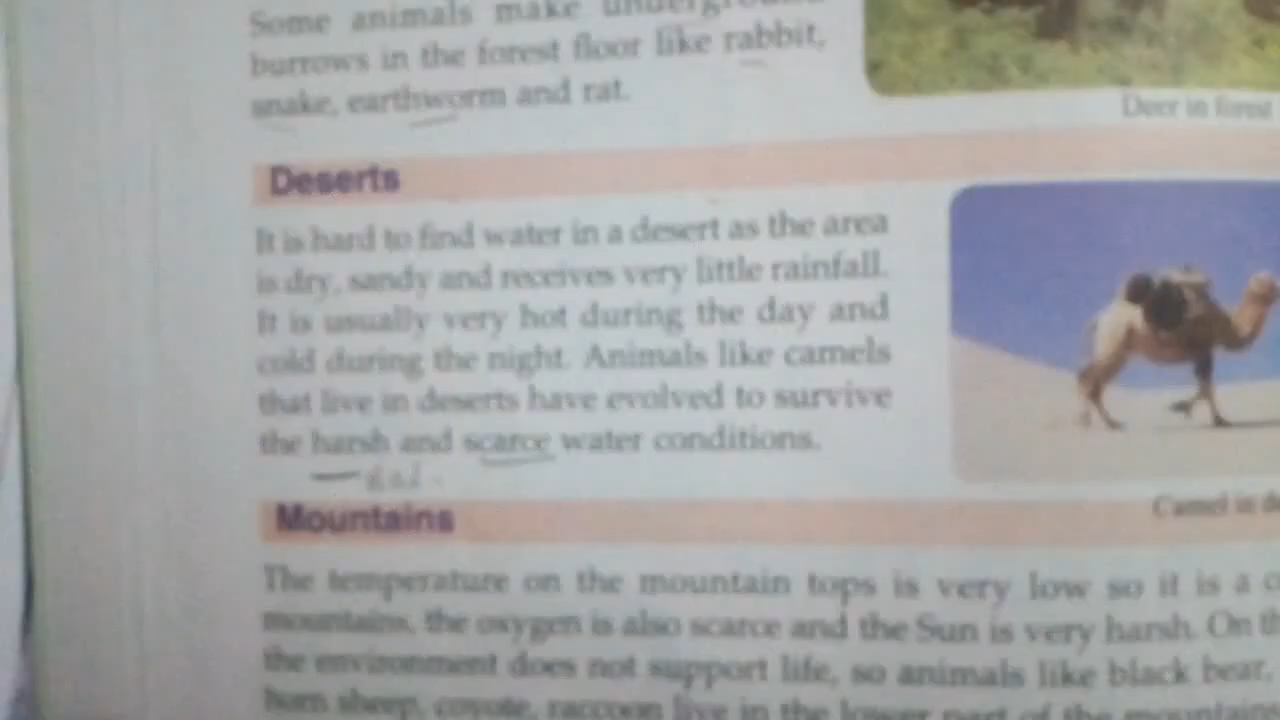 Some animals make underground
burrows in the forest floor like rabbit,
snake, earthworm and rat.
Deer in forest
Deserts
It is hard to find water in a desert as the area
is dry, sandy and receives very little rainfall.
It is usually very hot during the day and
cold during the night. Animals like camels
that live in deserts have evolved to survive
the harsh and scarce water conditions.
Camel in
Mountains
The temperature on the mountain tops is very low so it is a
mountains, the oxygen is also scarce and the Sun is very harsh. On
the environment does not support life, so animals like black bear,
horn sheep, coyote, raccoon live in the lower part of the mountains